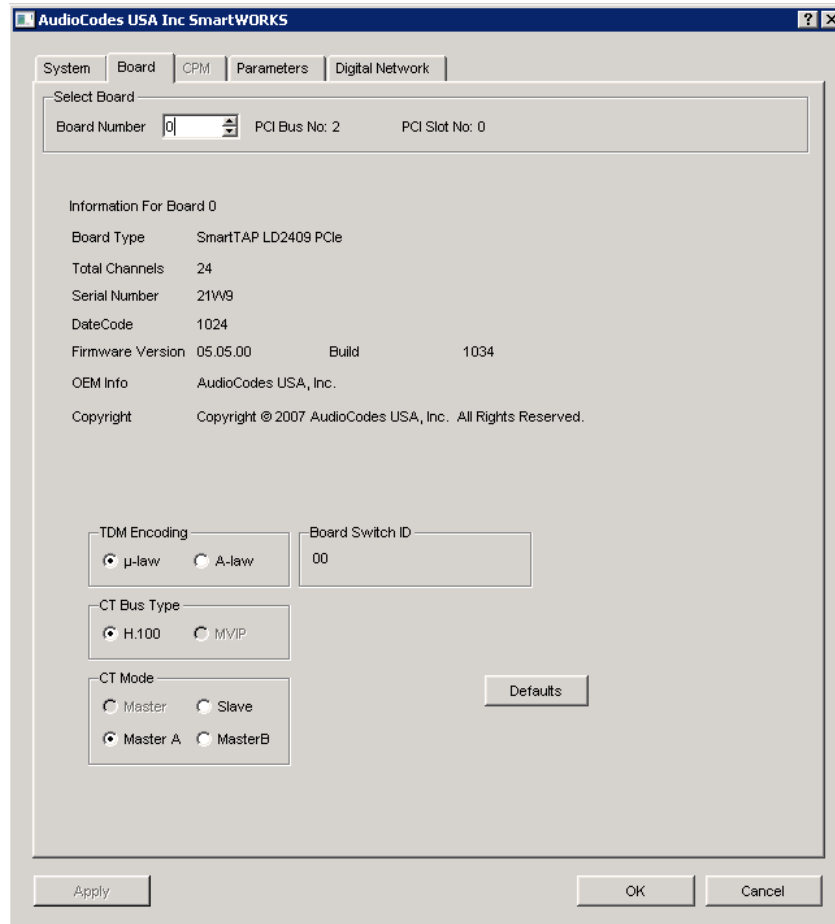 AudioCodes USA Inc SmartWORKS
System Board CPM Parameters Digital Network
Select Board
Board Number 0 PCI Bus No: 2 PCI Slot No: 0
Information For Board 0
Board Type SmartTAP LD2409 PCIe
Total Channels 24
Serial Number 21W9
DateCode 1024
Firmware Version 05.05.00 Build 1034
OEM Info AudioCodes USA, Inc.
Copyright Copyright © 2007 AudioCodes USA, Inc. All Rights Reserved.
TDM Encoding Board Switch ID
µ-law A-law 00
CT Bus Type
H.100 MVIP
CT Mode
Master Slave
Defaults
Master A MasterB
Apply OK Cancel